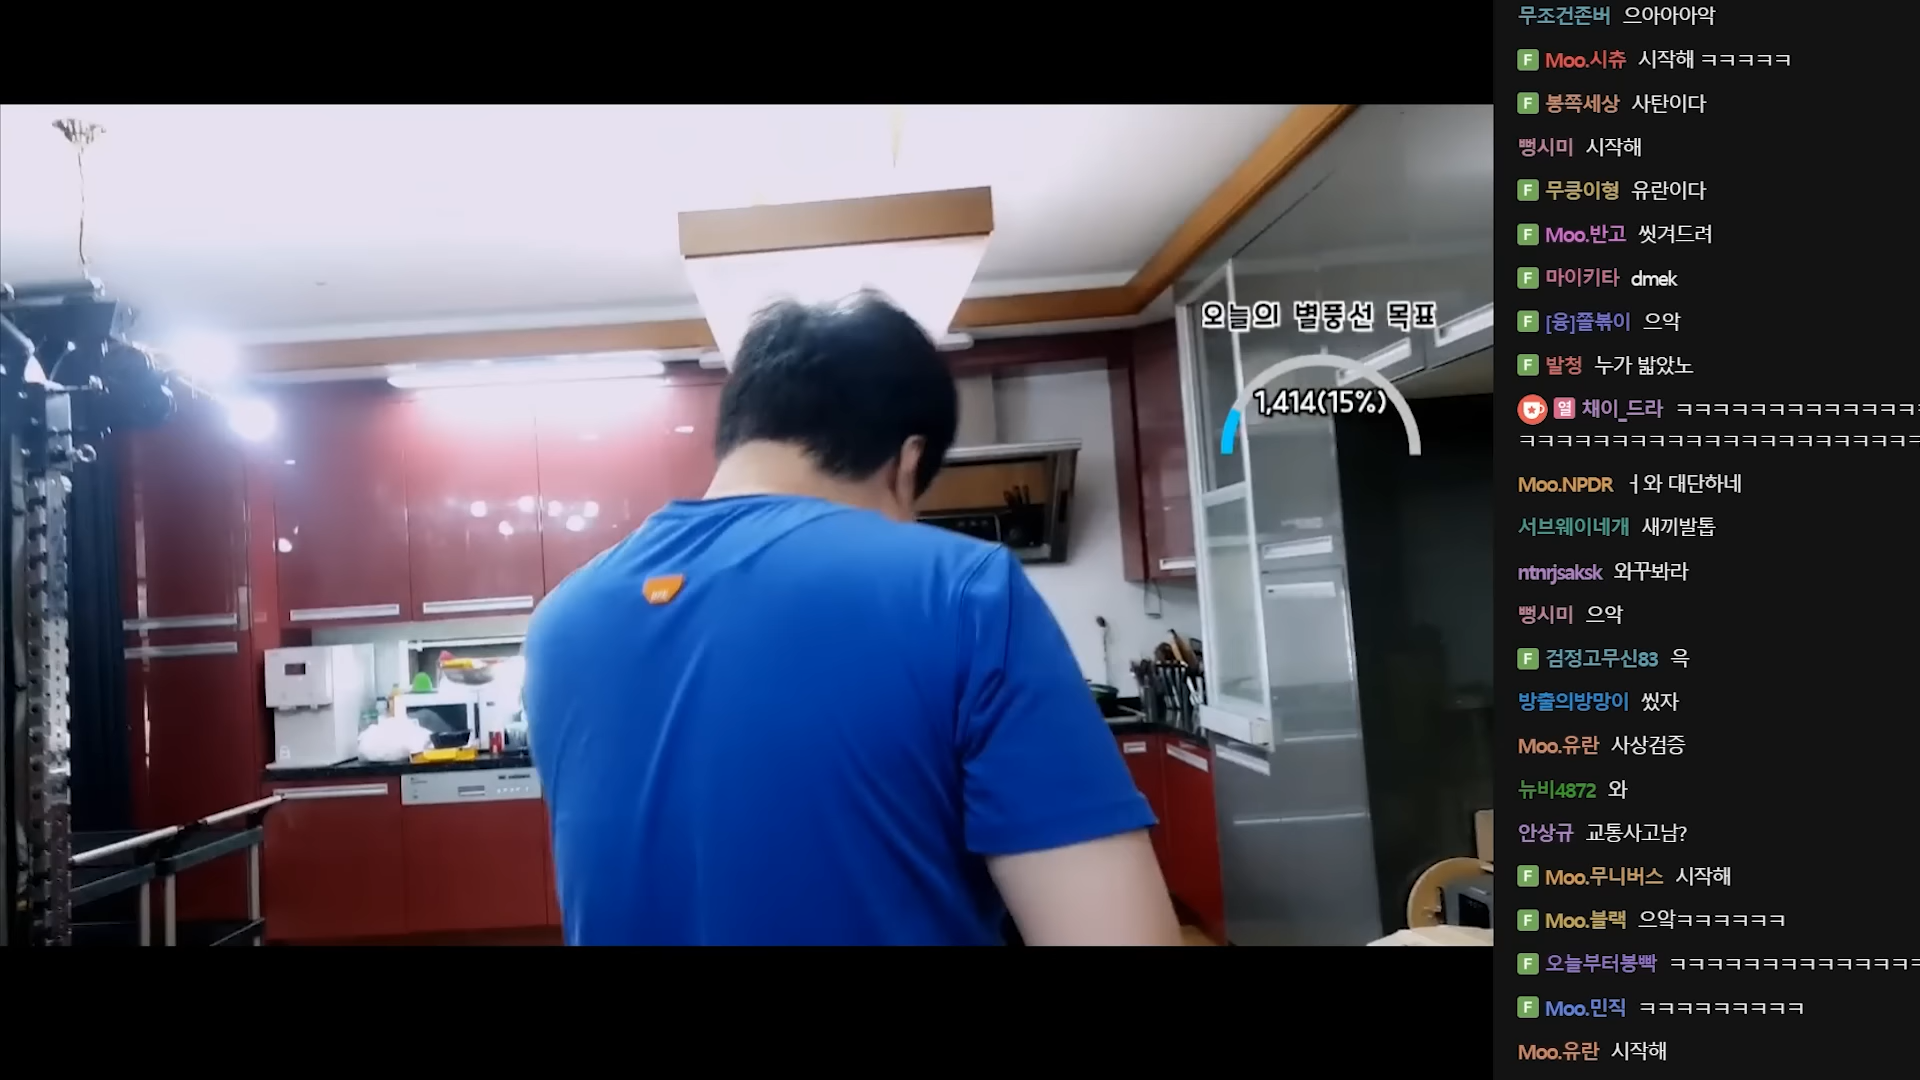 오늘의 별풍선 목표
1,414(15%)
무조건존버 으아아아악
F Moo.시츄 시작해 ㅋㅋㅋㅋㅋ
F 봉쪽세상 사탄이다
뻥시미 시작해
F 무쿵이형 유란이다
F Moo.반고 씻겨드려
F 마이키타 dmek
F [융]쫄볶이 으악
F 발청 누가 밟았노
열 채이_드라 ㅋㅋㅋㅋㅋㅋㅋㅋㅋㅋㅋㅋㅋ
ㅋㅋㅋㅋㅋㅋㅋㅋㅋㅋㅋㅋㅋㅋㅋㅋㅋㅋㅋㅋㅋㅋ
Moo.NPDR ㅓ와 대단하네
서브웨이네개 새끼발톱
ntnrjsaksk 와꾸봐라
뻥시미 으악
F 검정고무신83 윽
방출의방망이 씄자
Moo.유란 사상검증
뉴비4872 와
안상규 교통사고남?
F Moo.무니버스 시작해
F Moo.블랙 으앜ㅋㅋㅋㅋㅋㅋ
F 오늘부터봉빡 ㅋㅋㅋㅋㅋㅋㅋㅋㅋㅋㅋㅋㅋㅋ
F Moo.민직 ㅋㅋㅋㅋㅋㅋㅋㅋㅋ
Moo.유란 시작해